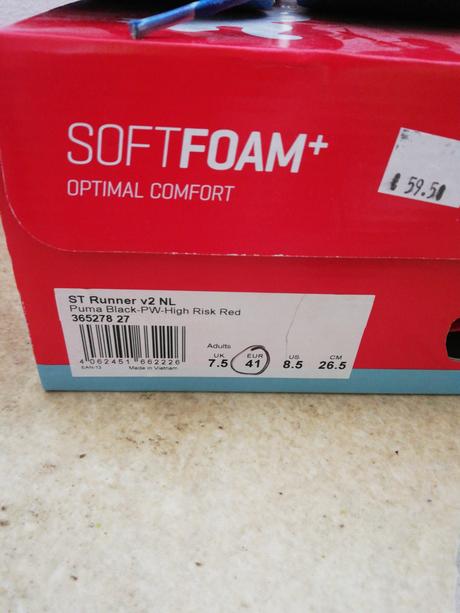 SOFTFOAM+
OPTIMAL COMFORT
59.50
ST Runner v2 NL
Puma Black-PW-High Risk Red
365278 27
4 062451 662226
EAN-13 Made in Vietnam
Adults
UK EUR US CM
7.5 41 8.5 26.5